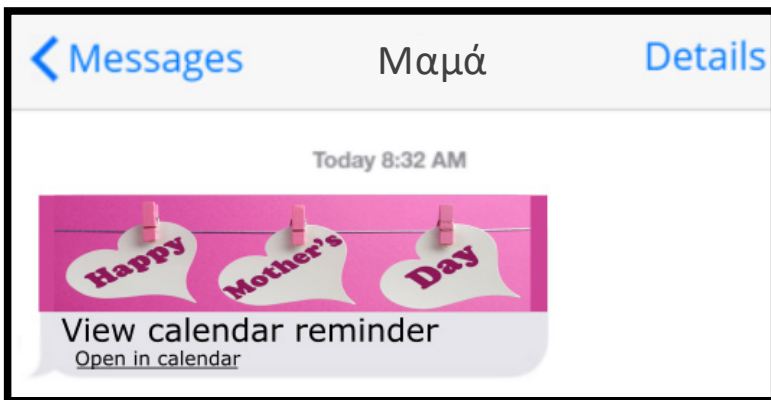 Messages Μαμά Details
Today 8:32 AM
Happy Mother's Day
View calendar reminder
Open in calendar